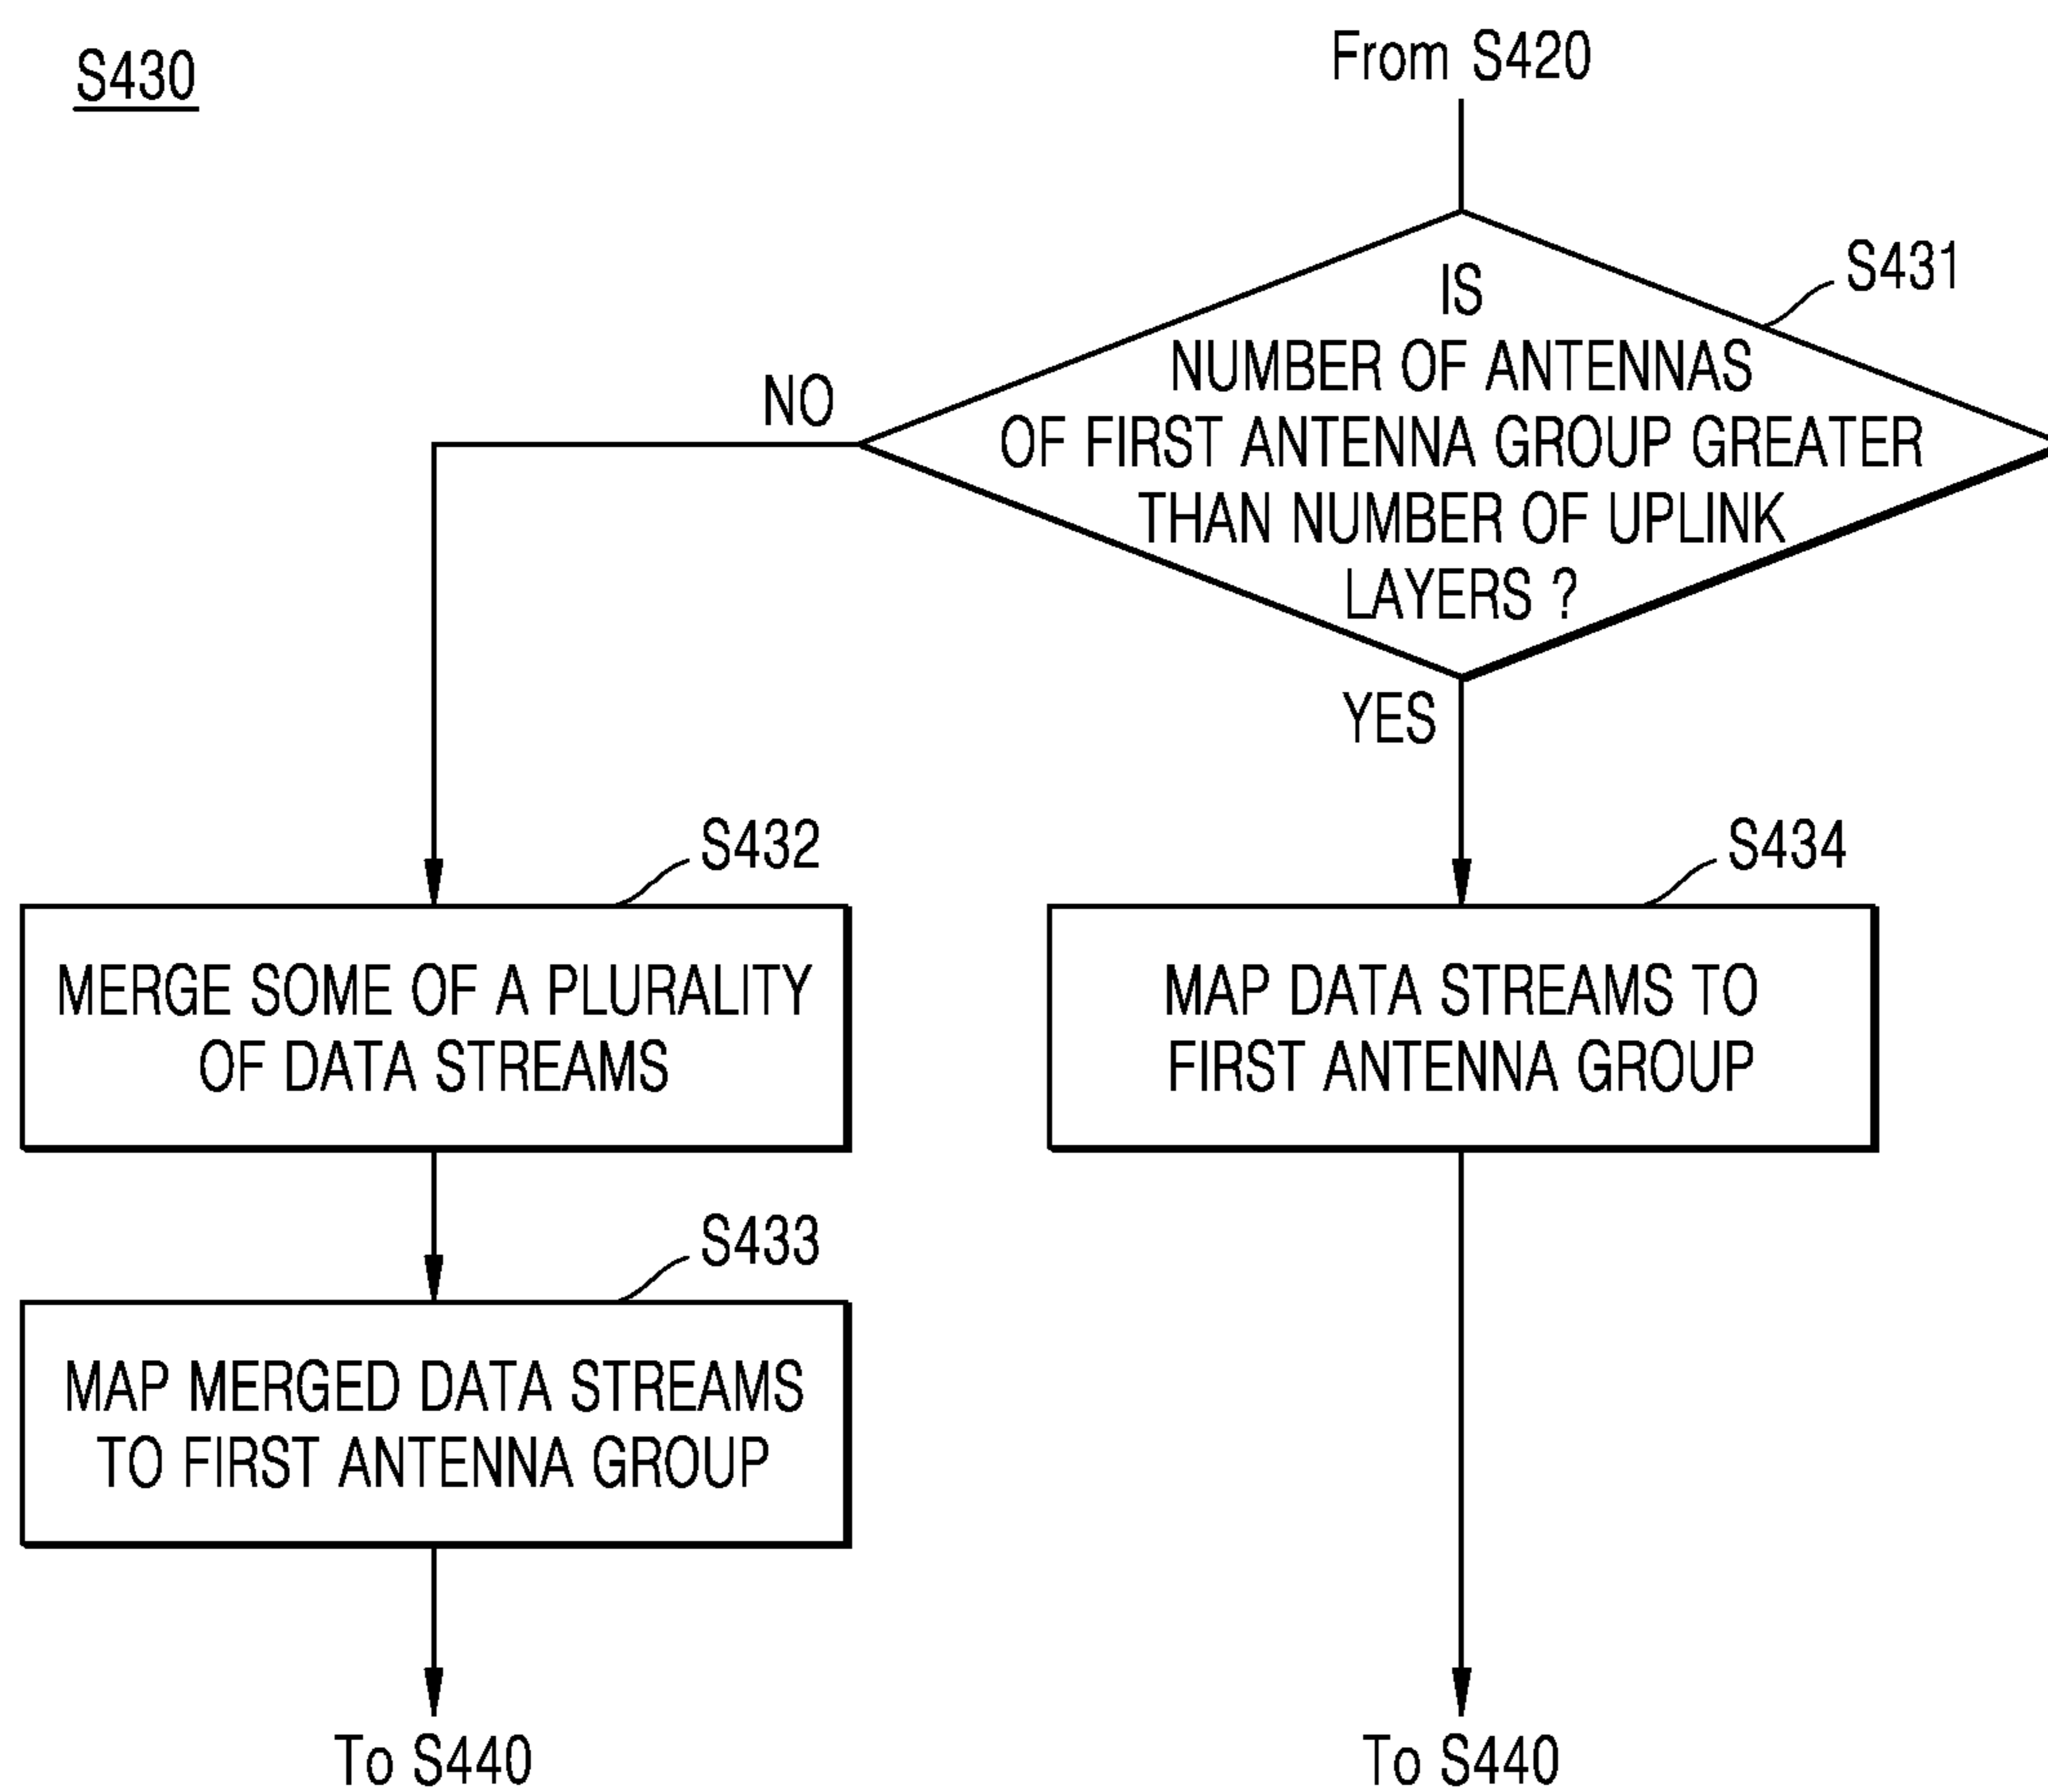 S430
From S420
S431
IS
NUMBER OF ANTENNAS
OF FIRST ANTENNA GROUP GREATER
THAN NUMBER OF UPLINK
LAYERS ?
NO
YES
S432
MERGE SOME OF A PLURALITY
OF DATA STREAMS
S434
MAP DATA STREAMS TO
FIRST ANTENNA GROUP
S433
MAP MERGED DATA STREAMS
TO FIRST ANTENNA GROUP
To S440
To S440